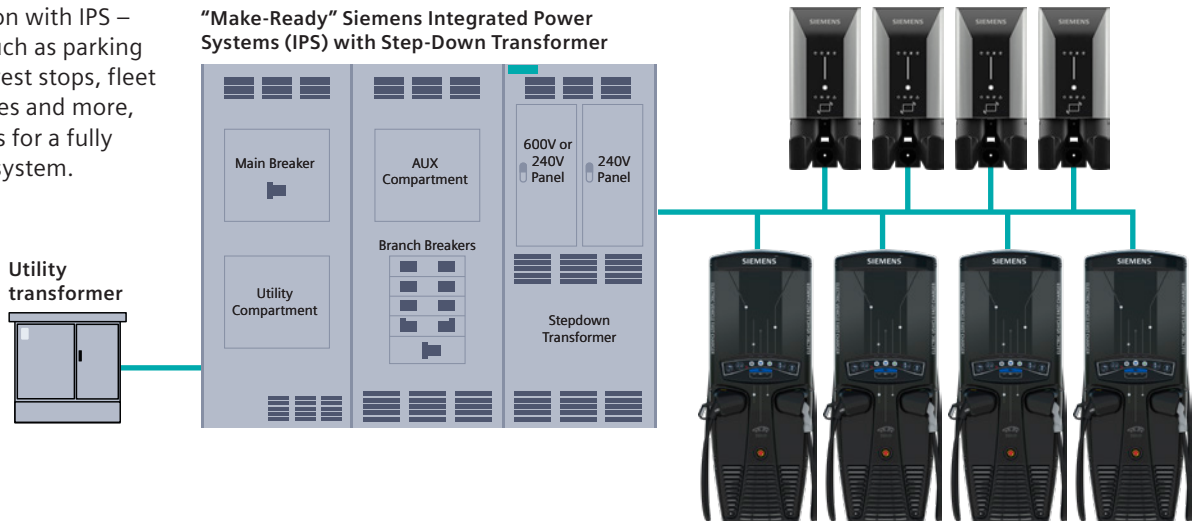 on with IPS –
uch as parking
rest stops, fleet
es and more,
s for a fully
system.
“Make-Ready” Siemens Integrated Power
Systems (IPS) with Step-Down Transformer
Main Breaker
AUX
Compartment
600V or
240V
Panel
240V
Panel
Branch Breakers
Utility
Compartment
Stepdown
Transformer
Utility
transformer
SIEMENS
SIEMENS
SIEMENS
SIEMENS
SIEMENS
SIEMENS
SIEMENS
SIEMENS